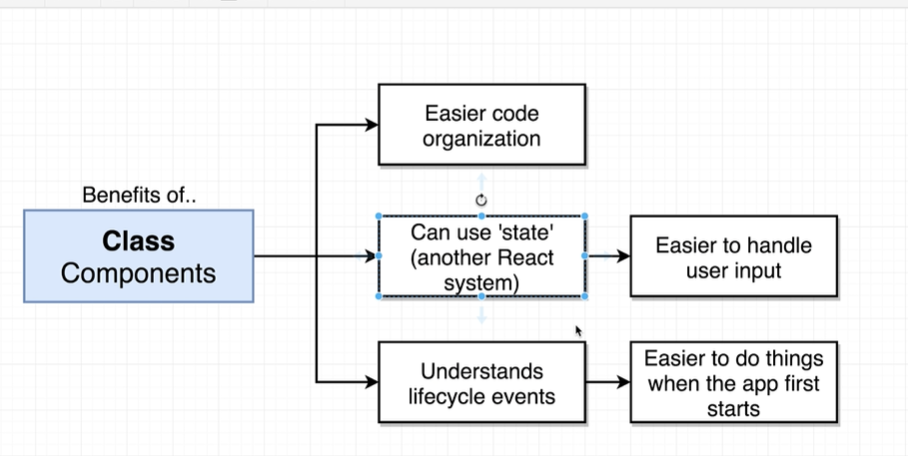 Benefits of..
Class
Components
Easier code
organization
Can use 'state'
(another React
system)
Easier to handle
user input
Understands
lifecycle events
Easier to do things
when the app first
starts